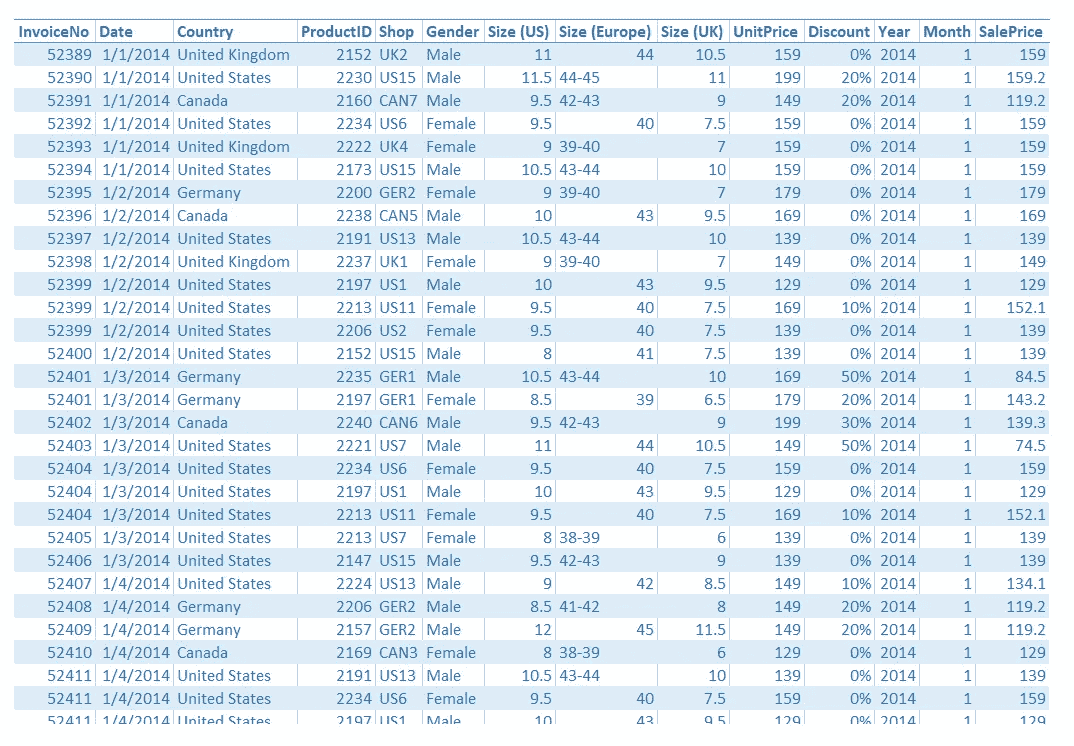 InvoiceNo Date Country ProductID Shop Gender Size (US) Size (Europe) Size (UK) UnitPrice Discount Year Month SalePrice
52389 1/1/2014 United Kingdom 2152 UK2 Male 11 44 10.5 159 0% 2014 1 159
52390 1/1/2014 United States 2230 US15 Male 11.5 44-45 11 199 20% 2014 1 159.2
52391 1/1/2014 Canada 2160 CAN7 Male 9.5 42-43 9 149 20% 2014 1 119.2
52392 1/1/2014 United States 2234 US6 Female 9.5 40 7.5 159 0% 2014 1 159
52393 1/1/2014 United Kingdom 2222 UK4 Female 9 39-40 7 159 0% 2014 1 159
52394 1/1/2014 United States 2173 US15 Male 10.5 43-44 10 159 0% 2014 1 159
52395 1/2/2014 Germany 2200 GER2 Female 9 39-40 7 179 0% 2014 1 179
52396 1/2/2014 Canada 2238 CAN5 Male 10 43 9.5 169 0% 2014 1 169
52397 1/2/2014 United States 2191 US13 Male 10.5 43-44 10 139 0% 2014 1 139
52398 1/2/2014 United Kingdom 2237 UK1 Female 9 39-40 7 149 0% 2014 1 149
52399 1/2/2014 United States 2197 US1 Male 10 43 9.5 129 0% 2014 1 129
52399 1/2/2014 United States 2213 US11 Female 9.5 40 7.5 169 10% 2014 1 152.1
52399 1/2/2014 United States 2206 US2 Female 9.5 40 7.5 139 0% 2014 1 139
52400 1/2/2014 United States 2152 US15 Male 8 41 7.5 139 0% 2014 1 139
52401 1/3/2014 Germany 2235 GER1 Male 10.5 43-44 10 169 50% 2014 1 84.5
52401 1/3/2014 Germany 2197 GER1 Female 8.5 39 6.5 179 20% 2014 1 143.2
52402 1/3/2014 Canada 2240 CAN6 Male 9.5 42-43 9 199 30% 2014 1 139.3
52403 1/3/2014 United States 2221 US7 Male 11 44 10.5 149 50% 2014 1 74.5
52404 1/3/2014 United States 2234 US6 Female 9.5 40 7.5 159 0% 2014 1 159
52404 1/3/2014 United States 2197 US1 Male 10 43 9.5 129 0% 2014 1 129
52404 1/3/2014 United States 2213 US11 Female 9.5 40 7.5 169 10% 2014 1 152.1
52405 1/3/2014 United States 2213 US7 Female 8 38-39 6 139 0% 2014 1 139
52406 1/3/2014 United States 2147 US15 Male 9.5 42-43 9 139 0% 2014 1 139
52407 1/4/2014 United States 2224 US13 Male 9 42 8.5 149 10% 2014 1 134.1
52408 1/4/2014 Germany 2206 GER2 Male 8.5 41-42 8 149 20% 2014 1 119.2
52409 1/4/2014 Germany 2157 GER2 Male 12 45 11.5 149 20% 2014 1 119.2
52410 1/4/2014 Canada 2169 CAN3 Female 8 38-39 6 129 0% 2014 1 129
52411 1/4/2014 United States 2191 US13 Male 10.5 43-44 10 139 0% 2014 1 139
52411 1/4/2014 United States 2234 US6 Female 9.5 40 7.5 159 0% 2014 1 159
52411 1/4/2014 United States 2197 US1 Male 10 43 9.5 129 0% 2014 1 129